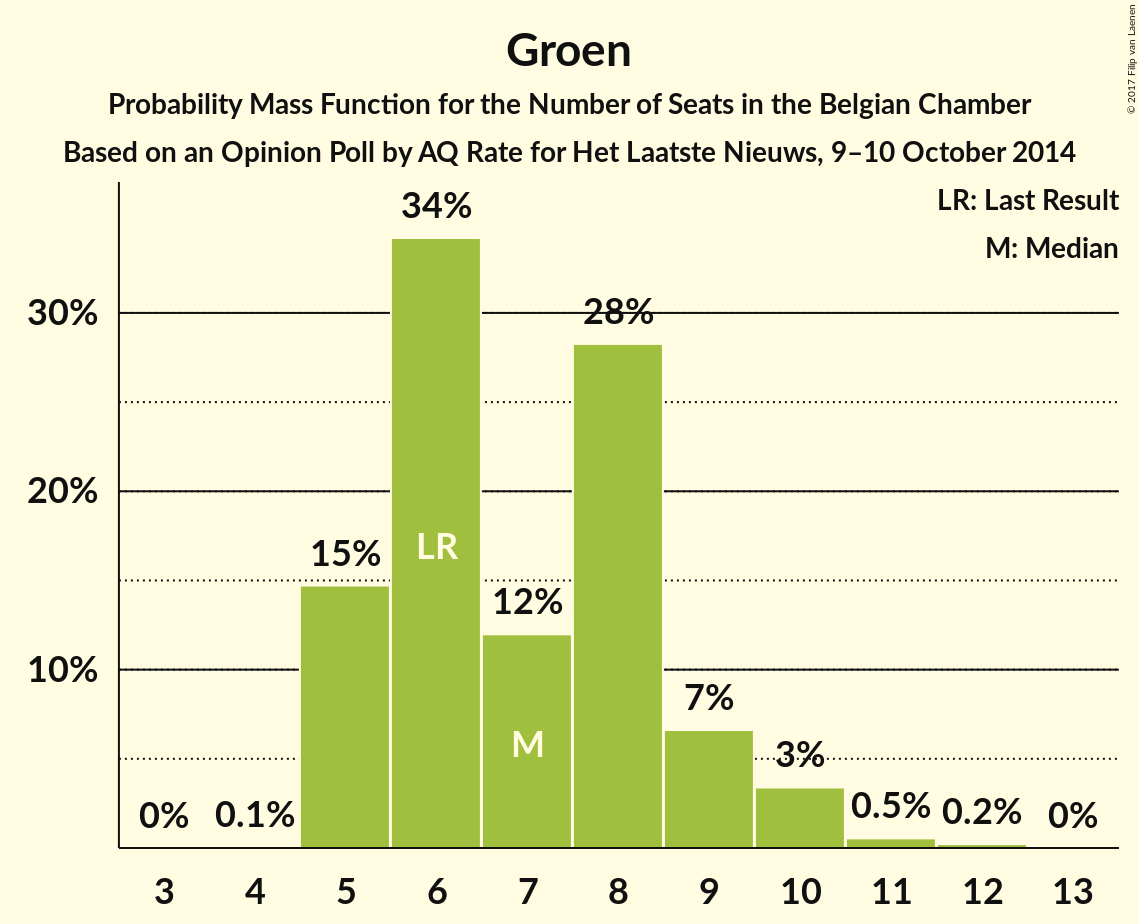 Groen
Probability Mass Function for the Number of Seats in the Belgian Chamber
Based on an Opinion Poll by AQ Rate for Het Laatste Nieuws, 9–10 October 2014
© 2017 Filip van Laenen
LR: Last Result
M: Median
30%
20%
10%
0%
0.1%
15%
34%
12%
28%
7%
3%
0.5%
0.2%
0%
LR
M
3 4 5 6 7 8 9 10 11 12 13